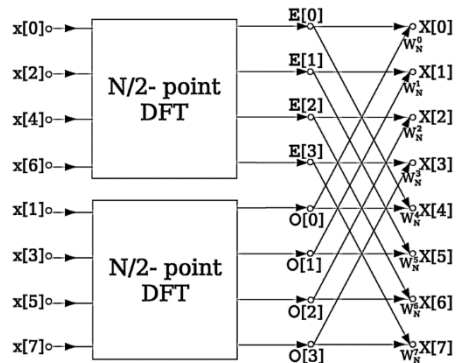 x[0] E[0] X[0]
W_N^0
x[2] E[1] X[1]
W_N^1
N/2- point
DFT
x[4] E[2] X[2]
W_N^2
x[6] E[3] X[3]
W_N^3
x[1] O[0] X[4]
W_N^4
x[3] O[1] X[5]
W_N^5
N/2- point
DFT
x[5] O[2] X[6]
W_N^6
x[7] O[3] X[7]
W_N^7